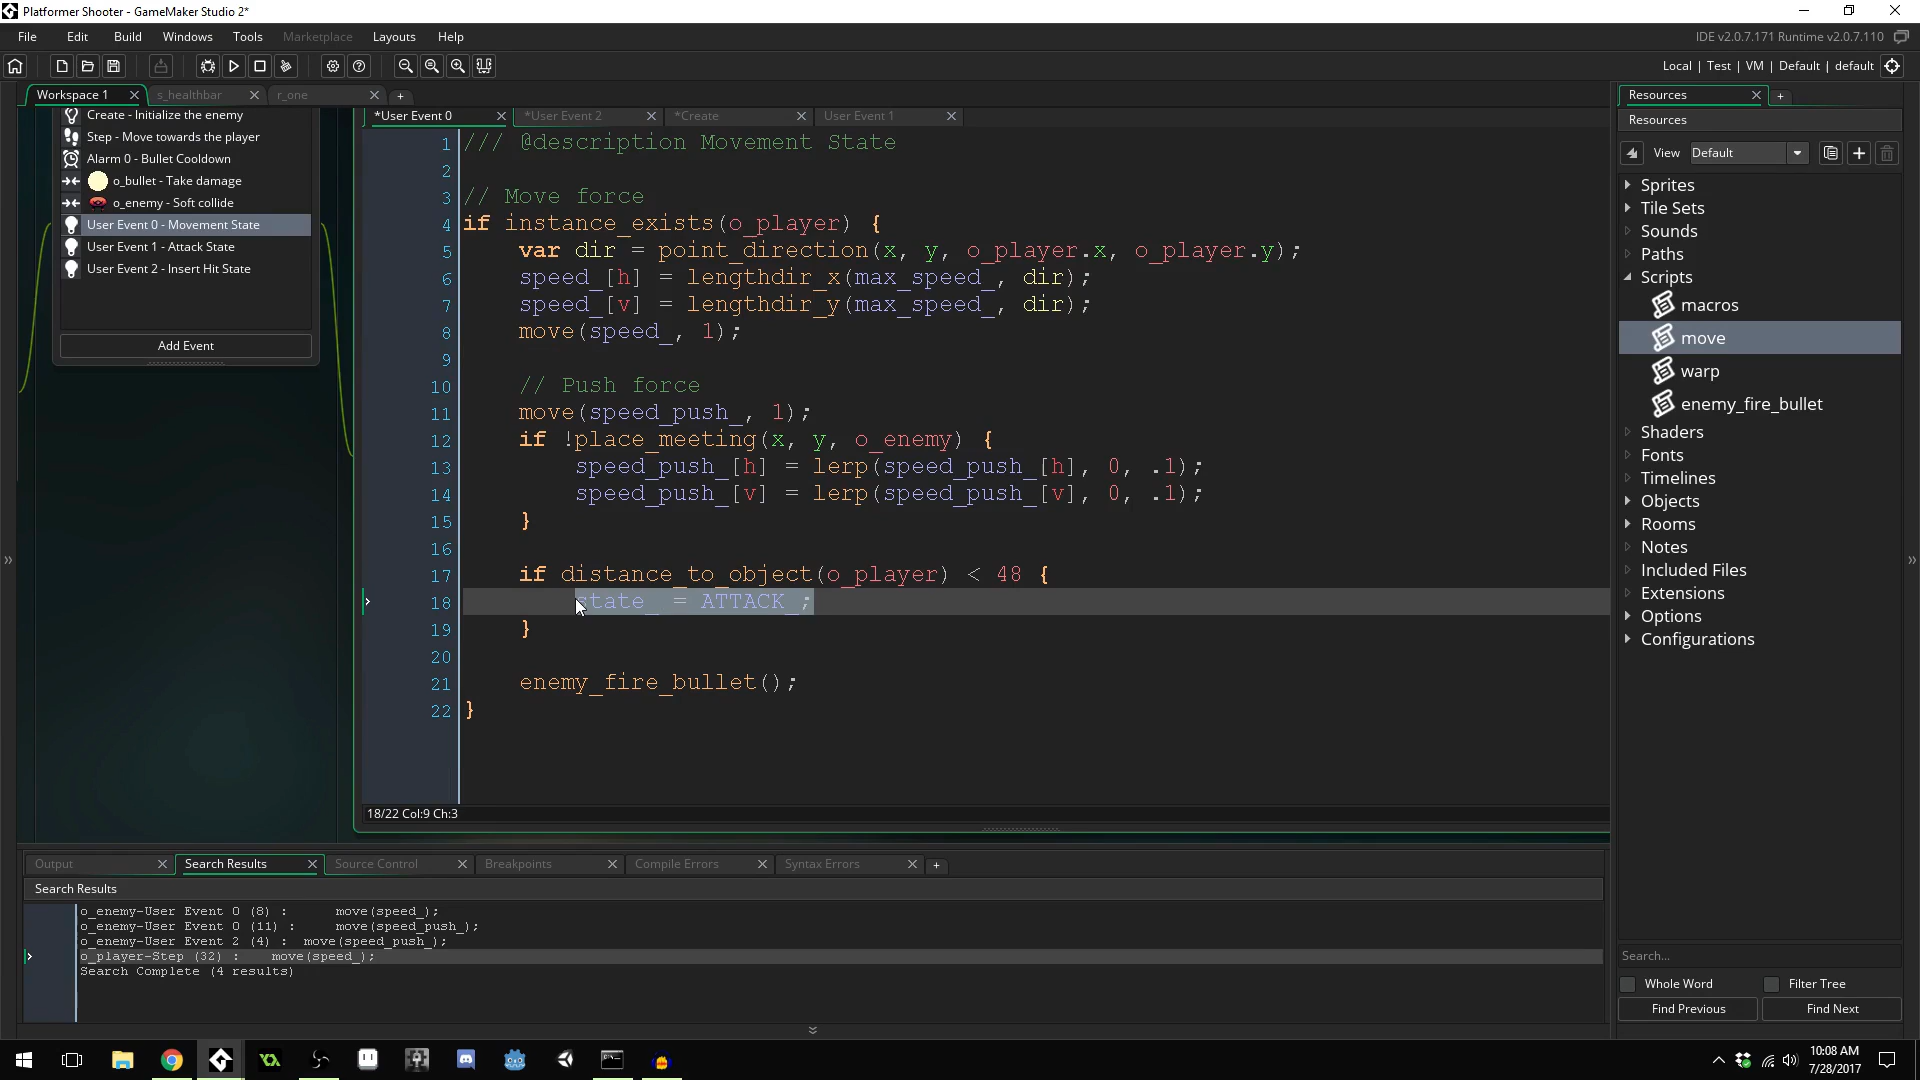 Platformer Shooter - GameMaker Studio 2*
File Edit Build Windows Tools Marketplace Layouts Help
IDE v2.0.7.171 Runtime v2.0.7.110
Local | Test | VM | Default | default
Workspace 1 s_healthbar r_one
Create - Initialize the enemy
Step - Move towards the player
Alarm 0 - Bullet Cooldown
o_bullet - Take damage
o_enemy - Soft collide
User Event 0 - Movement State
User Event 1 - Attack State
User Event 2 - Insert Hit State
Add Event
*User Event 0 *User Event 2 *Create User Event 1
1 /// @description Movement State
2
3 // Move force
4 if instance_exists(o_player) {
5 var dir = point_direction(x, y, o_player.x, o_player.y);
6 speed_[h] = lengthdir_x(max_speed_, dir);
7 speed_[v] = lengthdir_y(max_speed_, dir);
8 move(speed_, 1);
9
10 // Push force
11 move(speed_push_, 1);
12 if !place_meeting(x, y, o_enemy) {
13 speed_push_[h] = lerp(speed_push_[h], 0, .1);
14 speed_push_[v] = lerp(speed_push_[v], 0, .1);
15 }
16
17 if distance_to_object(o_player) < 48 {
18 state_ = ATTACK_;
19 }
20
21 enemy_fire_bullet();
22 }
18/22 Col:9 Ch:3
Resources
Resources
View Default
Sprites
Tile Sets
Sounds
Paths
Scripts
macros
move
warp
enemy_fire_bullet
Shaders
Fonts
Timelines
Objects
Rooms
Notes
Included Files
Extensions
Options
Configurations
Search...
Whole Word Filter Tree
Find Previous Find Next
Output Search Results Source Control Breakpoints Compile Errors Syntax Errors
Search Results
o_enemy-User Event 0 (8) : move(speed_);
o_enemy-User Event 0 (11) : move(speed_push_);
o_enemy-User Event 2 (4) : move(speed_push_);
o_player-Step (32) : move(speed_);
Search Complete (4 results)
10:08 AM
7/28/2017